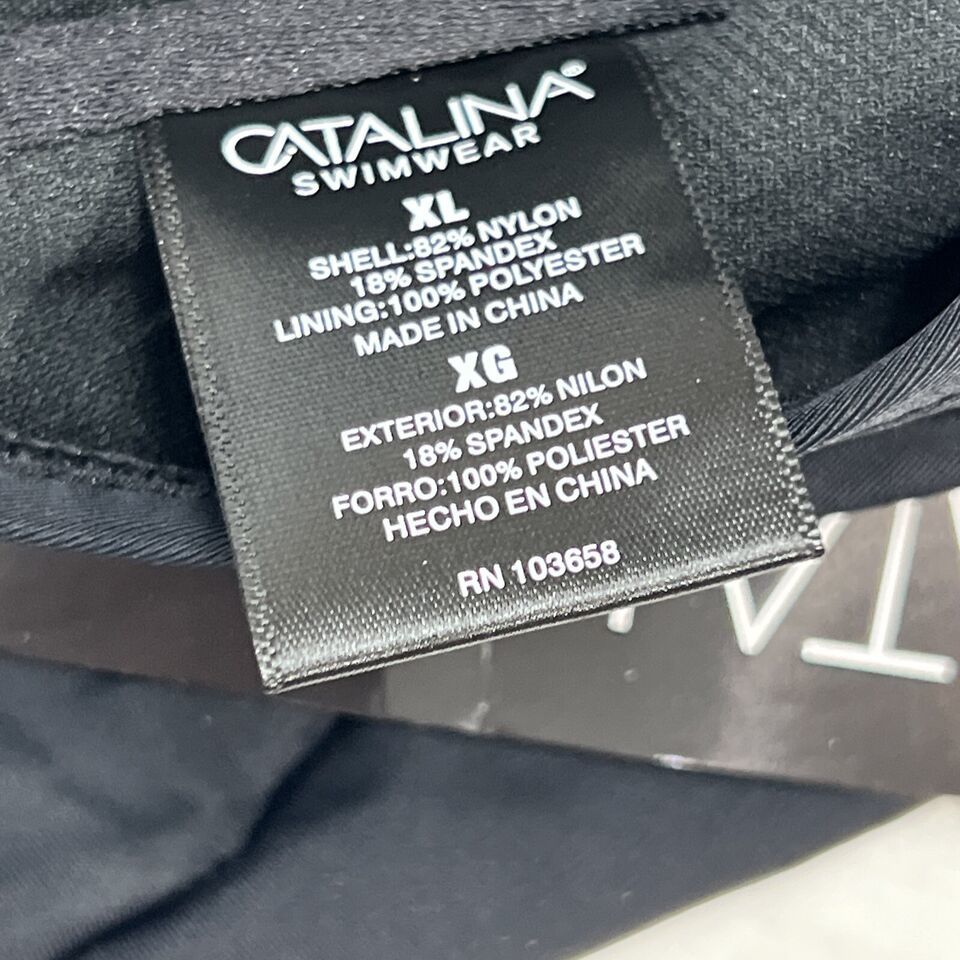 CATALINA®
SWIMWEAR
XL
SHELL:82% NYLON
18% SPANDEX
LINING:100% POLYESTER
MADE IN CHINA
XG
EXTERIOR:82% NILON
18% SPANDEX
FORRO:100% POLIESTER
HECHO EN CHINA
RN 103658